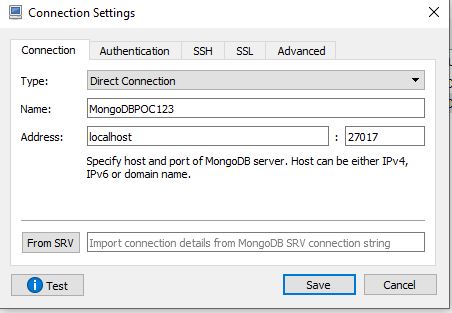 Connection Settings
Connection Authentication SSH SSL Advanced
Type: Direct Connection
Name: MongoDBPOC123
Address: localhost : 27017
Specify host and port of MongoDB server. Host can be either IPv4,
IPv6 or domain name.
From SRV Import connection details from MongoDB SRV connection string
Test Save Cancel